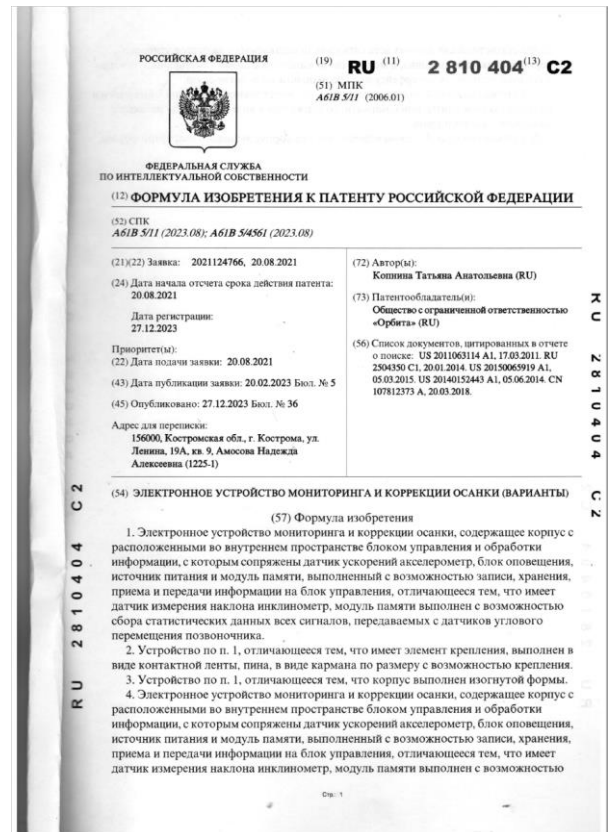 РОССИЙСКАЯ ФЕДЕРАЦИЯ
(19) RU (11) 2 810 404 (13) C2
(51) МПК
A61B 5/11 (2006.01)
ФЕДЕРАЛЬНАЯ СЛУЖБА
ПО ИНТЕЛЛЕКТУАЛЬНОЙ СОБСТВЕННОСТИ
(12) ФОРМУЛА ИЗОБРЕТЕНИЯ К ПАТЕНТУ РОССИЙСКОЙ ФЕДЕРАЦИИ
(52) СПК
A61B 5/11 (2023.08); A61B 5/4561 (2023.08)
(21)(22) Заявка: 2021124766, 20.08.2021
(24) Дата начала отсчета срока действия патента:
20.08.2021
Дата регистрации:
27.12.2023
Приоритет(ы):
(22) Дата подачи заявки: 20.08.2021
(43) Дата публикации заявки: 20.02.2023 Бюл. № 5
(45) Опубликовано: 27.12.2023 Бюл. № 36
Адрес для переписки:
156000, Костромская обл., г. Кострома, ул.
Ленина, 19А, кв. 9, Амосова Надежда
Алексеевна (1225-1)
(72) Автор(ы):
Копнина Татьяна Анатольевна (RU)
(73) Патентообладатель(и):
Общество с ограниченной ответственностью
«Орбита» (RU)
(56) Список документов, цитированных в отчете
о поиске: US 2011063114 A1, 17.03.2011. RU
2504350 C1, 20.01.2014. US 20150065919 A1,
05.03.2015. US 20140152443 A1, 05.06.2014. CN
107812373 A, 20.03.2018.
(54) ЭЛЕКТРОННОЕ УСТРОЙСТВО МОНИТОРИНГА И КОРРЕКЦИИ ОСАНКИ (ВАРИАНТЫ)
(57) Формула изобретения
1. Электронное устройство мониторинга и коррекции осанки, содержащее корпус с
расположенными во внутреннем пространстве блоком управления и обработки
информации, с которым сопряжены датчик ускорений акселерометр, блок оповещения,
источник питания и модуль памяти, выполненный с возможностью записи, хранения,
приема и передачи информации на блок управления, отличающееся тем, что имеет
датчик измерения наклона инклинометр, модуль памяти выполнен с возможностью
сбора статистических данных всех сигналов, передаваемых с датчиков углового
перемещения позвоночника.
2. Устройство по п. 1, отличающееся тем, что имеет элемент крепления, выполнен в
виде контактной ленты, пина, в виде кармана по размеру с возможностью крепления.
3. Устройство по п. 1, отличающееся тем, что корпус выполнен изогнутой формы.
4. Электронное устройство мониторинга и коррекции осанки, содержащее корпус с
расположенными во внутреннем пространстве блоком управления и обработки
информации, с которым сопряжены датчик ускорений акселерометр, блок оповещения,
источник питания и модуль памяти, выполненный с возможностью записи, хранения,
приема и передачи информации на блок управления, отличающееся тем, что имеет
датчик измерения наклона инклинометр, модуль памяти выполнен с возможностью
Стр.: 1
RU 2810404 C2
RU 2810404 C2